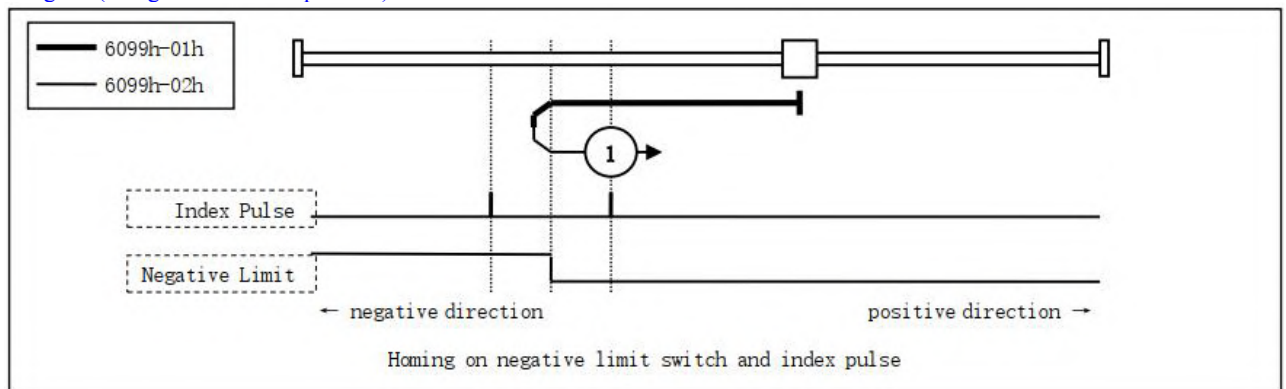 6099h-01h
6099h-02h
1
Index Pulse
Negative Limit
← negative direction
positive direction →
Homing on negative limit switch and index pulse